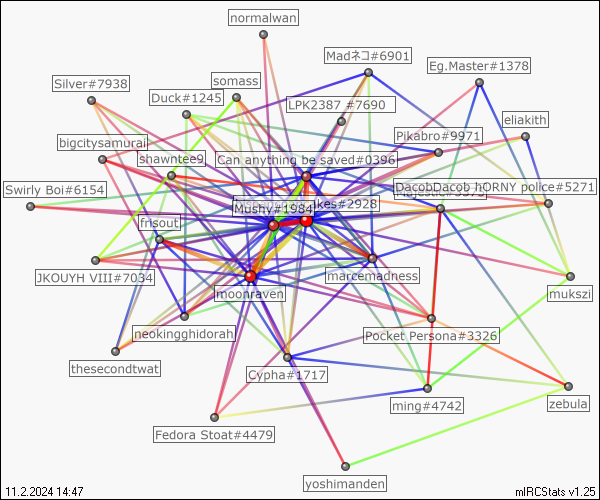 normalwan
Madネコ#6901
Eg.Master#1378
Silver#7938
somass
Duck#1245
LPK2387 #7690
eliakith
Pikabro#9971
bigcitysamurai
shawntee9
Can anything be saved#0396
Swirly Boi#6154
DacobDacob hORNY police#5271
Mushy#1984
ikes#2928
frisout
JKOUYH VIII#7034
marcemadness
moonraven
mukszi
neokingghidorah
Pocket Persona#3326
thesecondtwat
Cypha#1717
ming#4742
zebula
Fedora Stoat#4479
yoshimanden
11.2.2024 14:47
mIRCStats v1.25